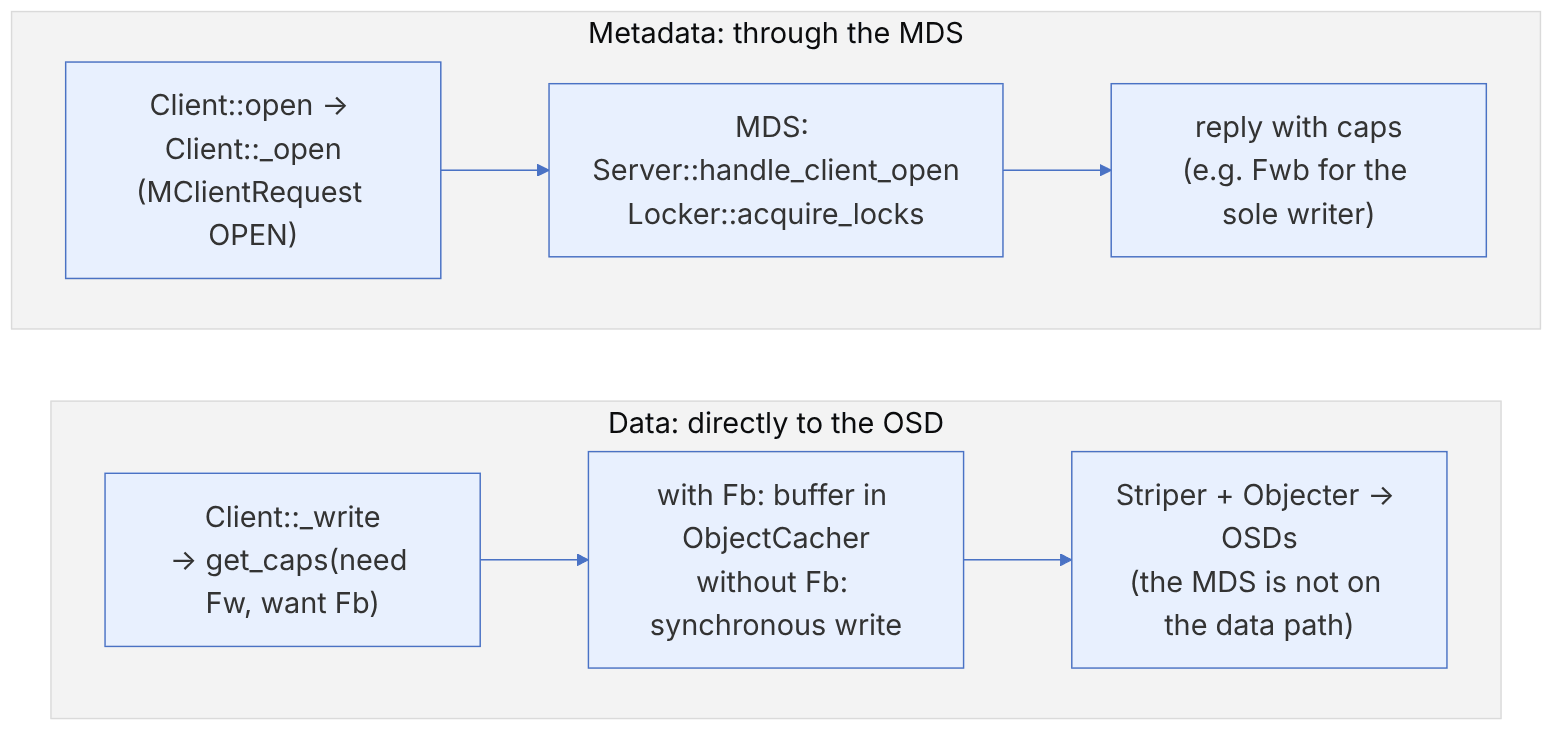 Metadata: through the MDS
Client::open →
Client::_open
(MClientRequest
OPEN)
MDS:
Server::handle_client_open
Locker::acquire_locks
reply with caps
(e.g. Fwb for the
sole writer)
Data: directly to the OSD
Client::_write
→ get_caps(need
Fw, want Fb)
with Fb: buffer in
ObjectCacher
without Fb:
synchronous write
Striper + Objecter →
OSDs
(the MDS is not on
the data path)